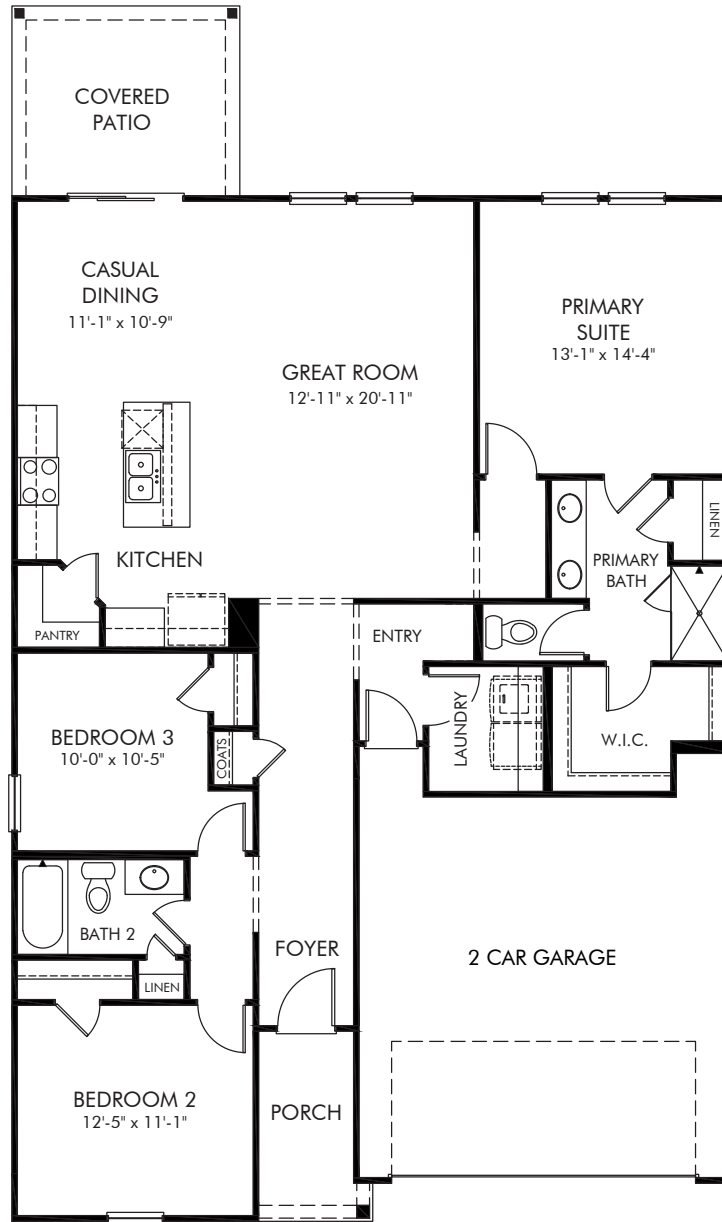 COVERED
PATIO
CASUAL
DINING
11'-1" x 10'-9"
PRIMARY
SUITE
13'-1" x 14'-4"
GREAT ROOM
12'-11" x 20'-11"
LINEN
KITCHEN
PRIMARY
BATH
PANTRY
ENTRY
LAUNDRY
BEDROOM 3
10'-0" x 10'-5"
COATS
W.I.C.
BATH 2
FOYER
2 CAR GARAGE
LINEN
BEDROOM 2
12'-5" x 11'-1"
PORCH